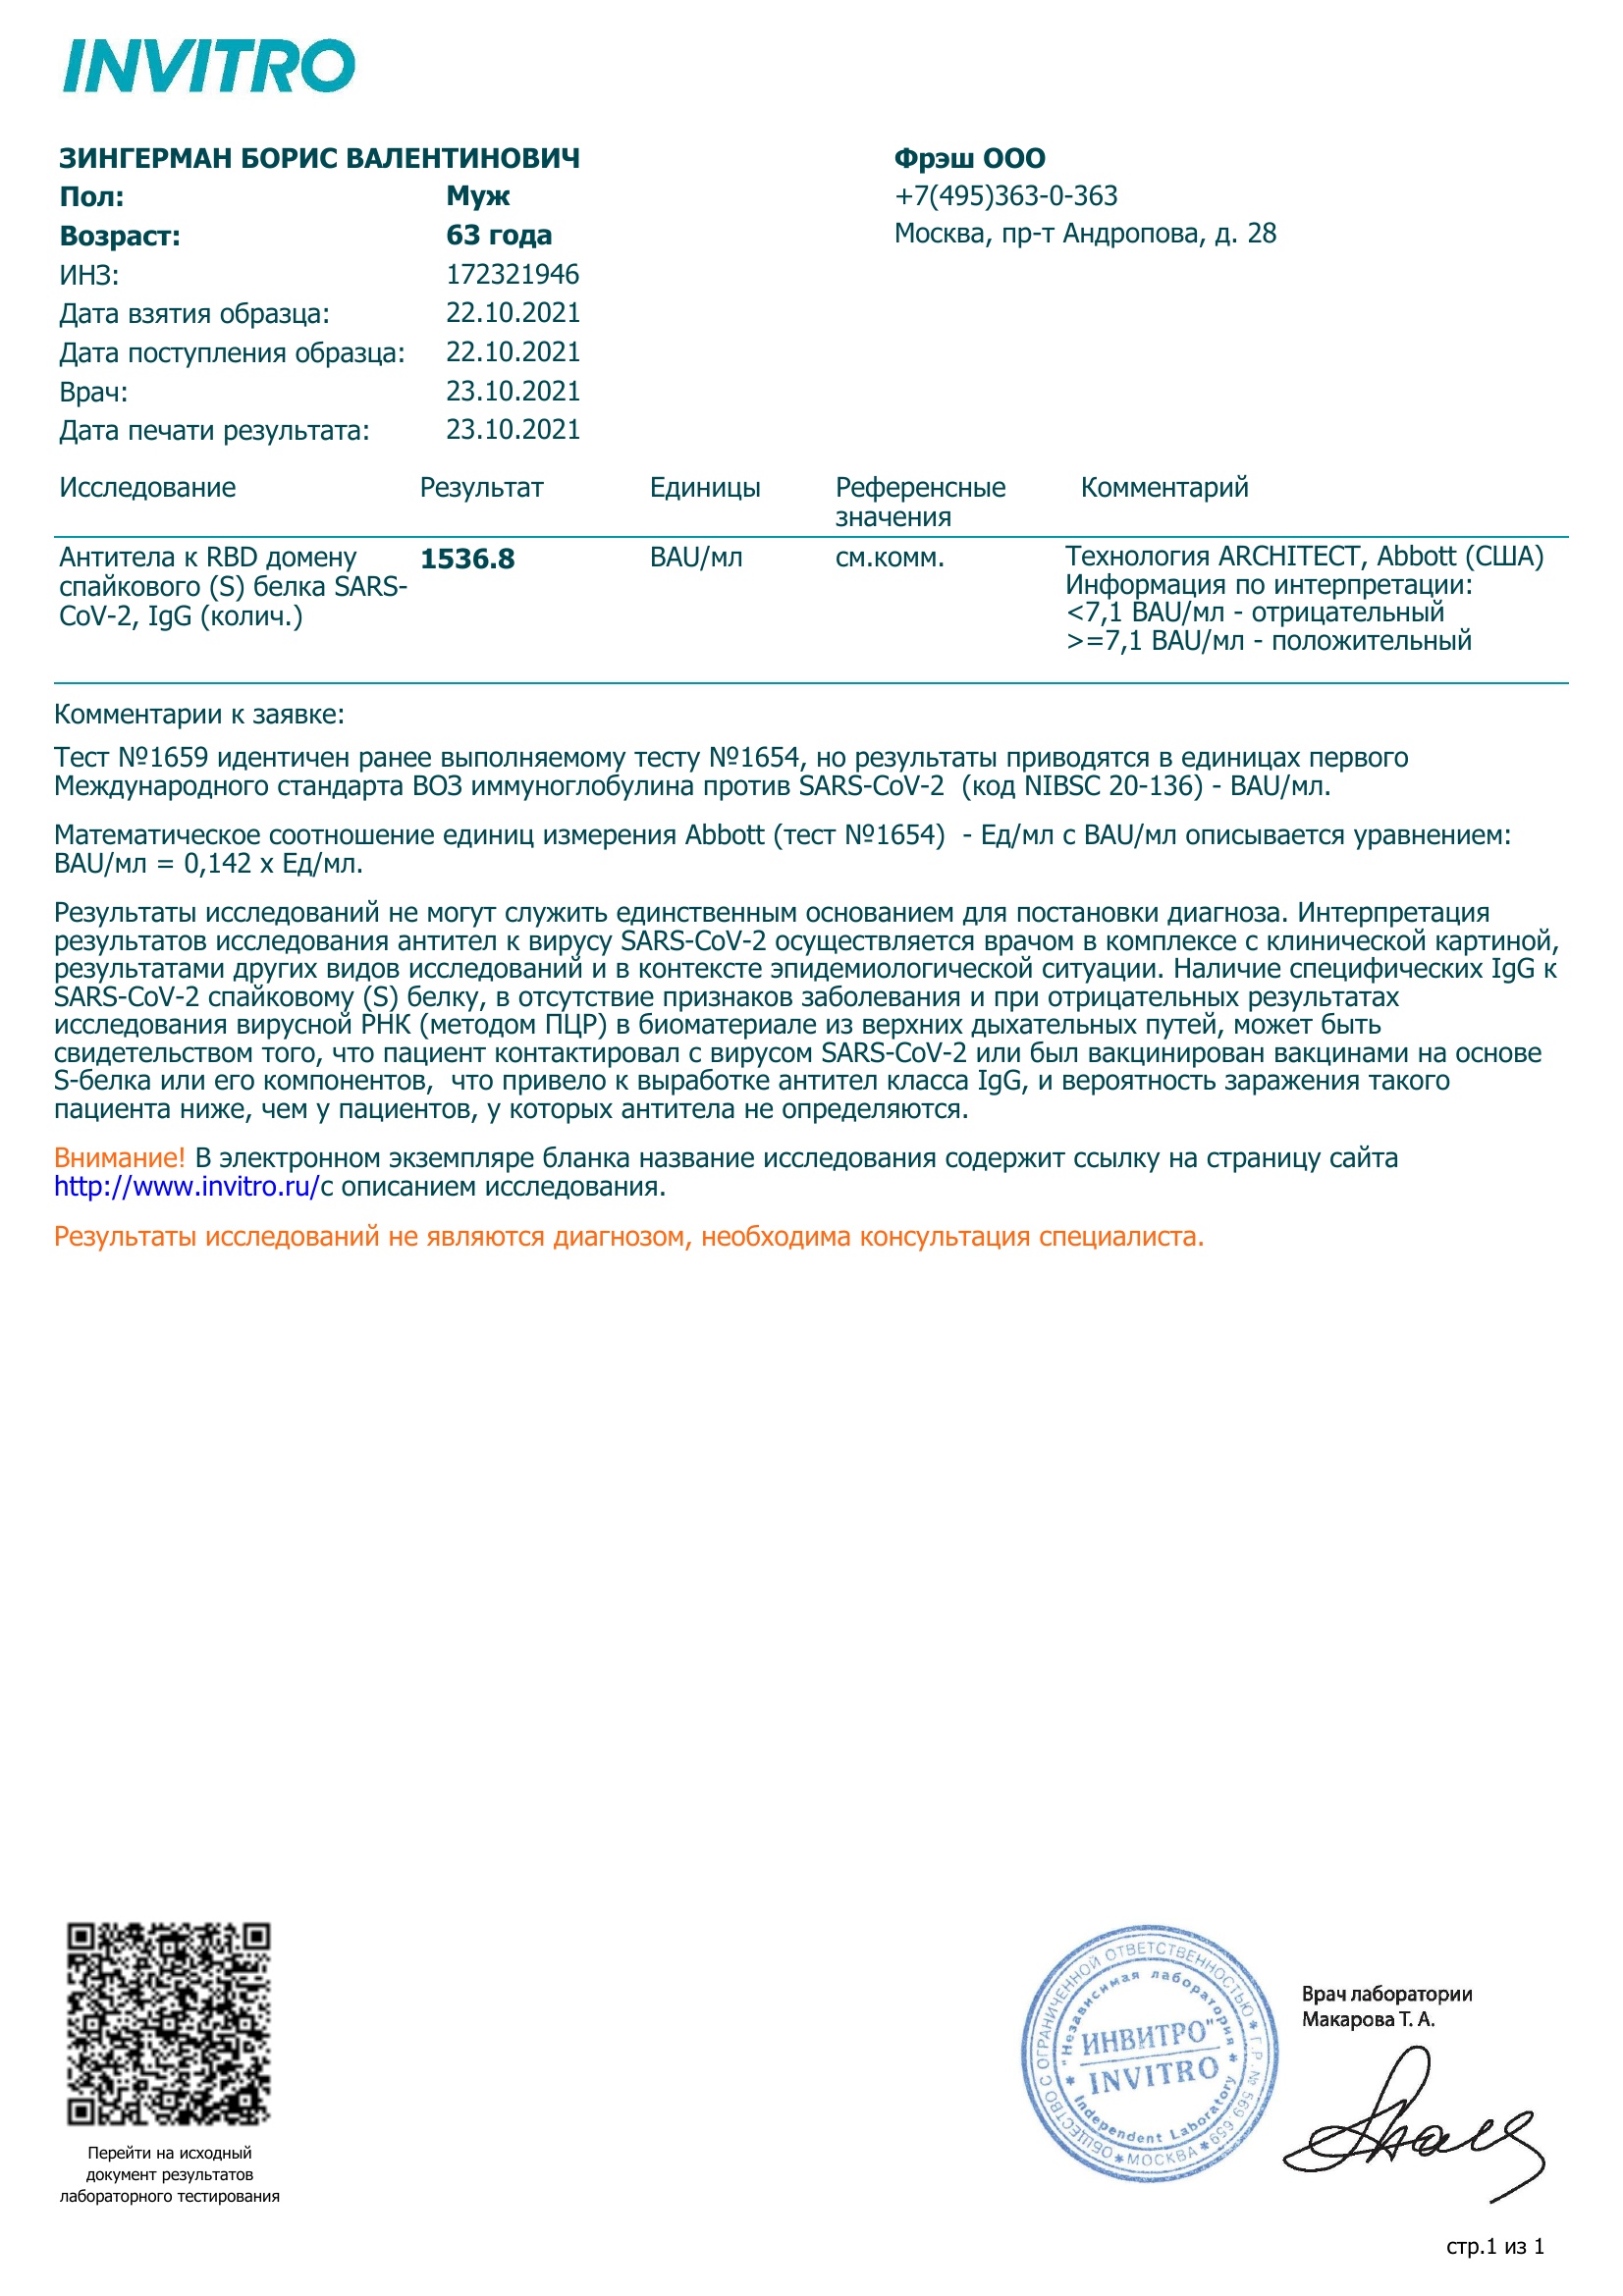 INVITRO
ЗИНГЕРМАН БОРИС ВАЛЕНТИНОВИЧ
Пол: Муж
Возраст: 63 года
ИНЗ: 172321946
Дата взятия образца: 22.10.2021
Дата поступления образца: 22.10.2021
Врач: 23.10.2021
Дата печати результата: 23.10.2021
Фрэш ООО
+7(495)363-0-363
Москва, пр-т Андропова, д. 28
Исследование Результат Единицы Референсные значения Комментарий
Антитела к RBD домену
спайкового (S) белка SARS-
CoV-2, IgG (колич.)
1536.8 BAU/мл см.комм.
Технология ARCHITECT, Abbott (США)
Информация по интерпретации:
<7,1 BAU/мл - отрицательный
>=7,1 BAU/мл - положительный
Комментарии к заявке:
Тест №1659 идентичен ранее выполняемому тесту №1654, но результаты приводятся в единицах первого
Международного стандарта ВОЗ иммуноглобулина против SARS-CoV-2 (код NIBSC 20-136) - BAU/мл.
Математическое соотношение единиц измерения Abbott (тест №1654) - Ед/мл с BAU/мл описывается уравнением:
BAU/мл = 0,142 х Ед/мл.
Результаты исследований не могут служить единственным основанием для постановки диагноза. Интерпретация
результатов исследования антител к вирусу SARS-CoV-2 осуществляется врачом в комплексе с клинической картиной,
результатами других видов исследований и в контексте эпидемиологической ситуации. Наличие специфических IgG к
SARS-CoV-2 спайковому (S) белку, в отсутствие признаков заболевания и при отрицательных результатах
исследования вирусной РНК (методом ПЦР) в биоматериале из верхних дыхательных путей, может быть
свидетельством того, что пациент контактировал с вирусом SARS-CoV-2 или был вакцинирован вакцинами на основе
S-белка или его компонентов, что привело к выработке антител класса IgG, и вероятность заражения такого
пациента ниже, чем у пациентов, у которых антитела не определяются.
Внимание! В электронном экземпляре бланка название исследования содержит ссылку на страницу сайта
http://www.invitro.ru/с описанием исследования.
Результаты исследований не являются диагнозом, необходима консультация специалиста.
Перейти на исходный
документ результатов
лабораторного тестирования
ОБЩЕСТВО С ОГРАНИЧЕННОЙ ОТВЕТСТВЕННОСТЬЮ * Г.Р. № 569 659 * МОСКВА *
"Независимая лаборатория
ИНВИТРО"
INVITRO
Independent Laboratory
Врач лаборатории
Макарова Т. А.
стр.1 из 1